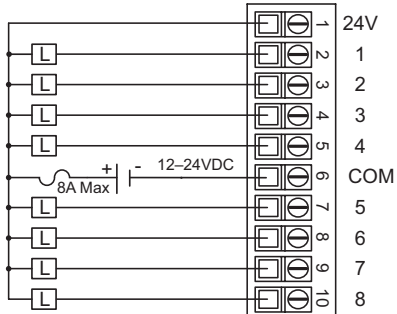 1 24V
L 2 1
L 3 2
L 4 3
L 5 4
8A Max + - 12–24VDC 6 COM
L 7 5
L 8 6
L 9 7
L 10 8